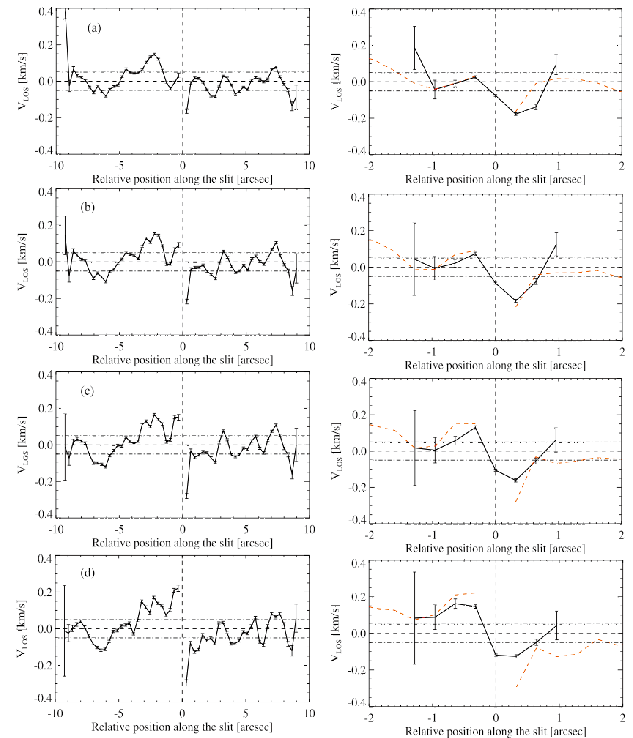 0.4
0.2
0.0
-0.2
-0.4
V_LOS [km/s]
(a)
-10 -5 0 5 10
Relative position along the slit [arcsec]
0.4
0.2
0.0
-0.2
-0.4
V_LOS [km/s]
-2 -1 0 1 2
Relative position along the slit [arcsec]
0.4
0.2
0.0
-0.2
0.4
V_LOS [km/s]
(b)
-10 -5 0 5 10
Relative position along the slit [arcsec]
0.4
0.2
0.0
-0.2
-0.4
V_LOS [km/s]
-2 -1 0 1 2
Relative position along the slit [arcsec]
0.4
0.2
0.0
-0.2
0.4
V_LOS [km/s]
(c)
-10 -5 0 5 10
Relative position along the slit [arcsec]
0.4
0.2
0.0
-0.2
-0.4
V_LOS [km/s]
-2 -1 0 1 2
Relative position along the slit [arcsec]
0.4
0.2
0.0
-0.2
0.4
V_LOS [km/s]
(d)
-10 -5 0 5 10
Relative position along the slit [arcsec]
0.4
0.2
0.0
-0.2
-0.4
V_LOS [km/s]
-2 -1 0 1 2
Relative position along the slit [arcsec]